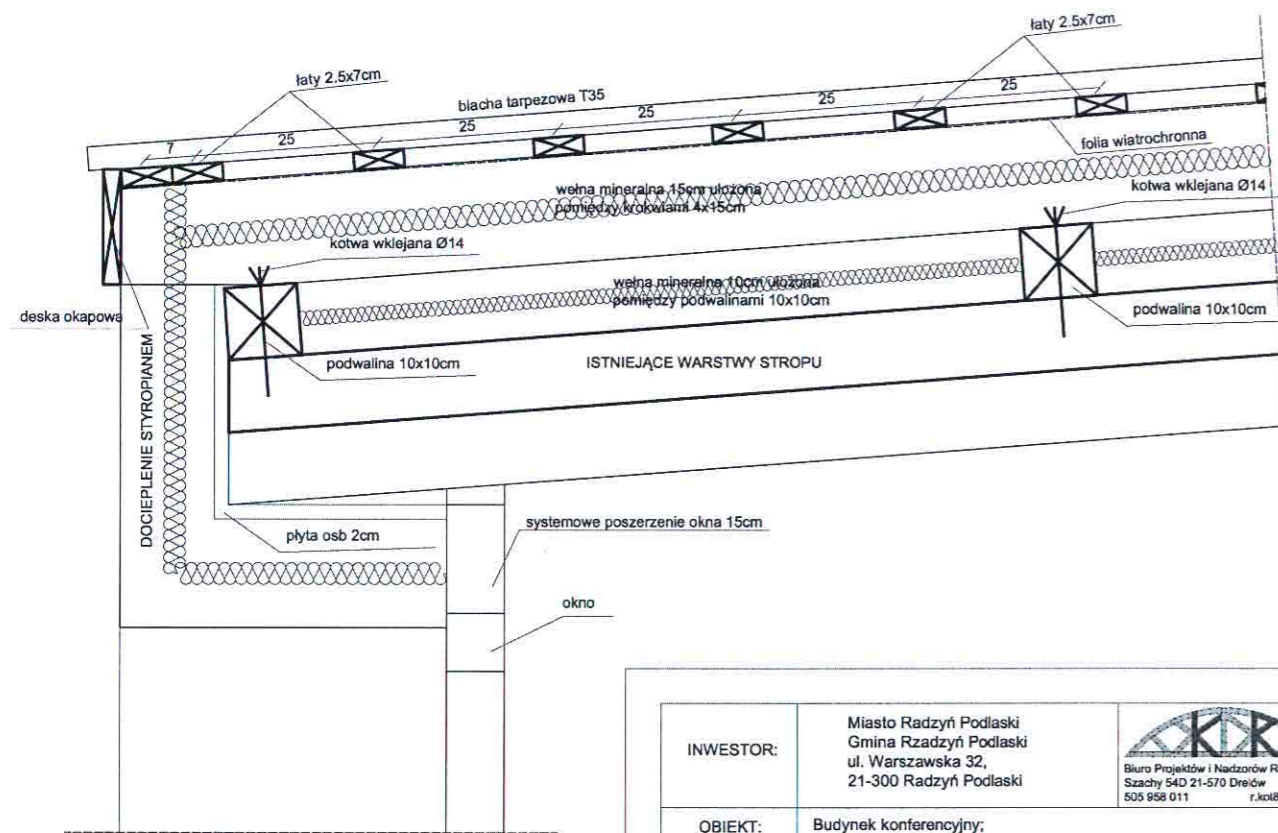 łaty 2.5x7cm
łaty 2.5x7cm
blacha tarpezowa T35
7
25
25
25
25
25
folia wiatrochronna
wełna mineralna 15cm ułożona
pomiędzy krokwiami 4x15cm
kotwa wklejana Ø14
kotwa wklejana Ø14
wełna mineralna 10cm ułożona
pomiędzy podwalinami 10x10cm
deska okapowa
podwalina 10x10cm
podwalina 10x10cm
ISTNIEJĄCE WARSTWY STROPU
DOCIEPLENIE STYROPIANEM
płyta osb 2cm
systemowe poszerzenie okna 15cm
okno
INWESTOR:
Miasto Radzyń Podlaski
Gmina Rzadzyń Podlaski
ul. Warszawska 32,
21-300 Radzyń Podlaski
Biuro Projektów i Nadzorów R
Szachy 54D 21-570 Drelów
505 958 011
OBIEKT:
Budynek konferencyjny;